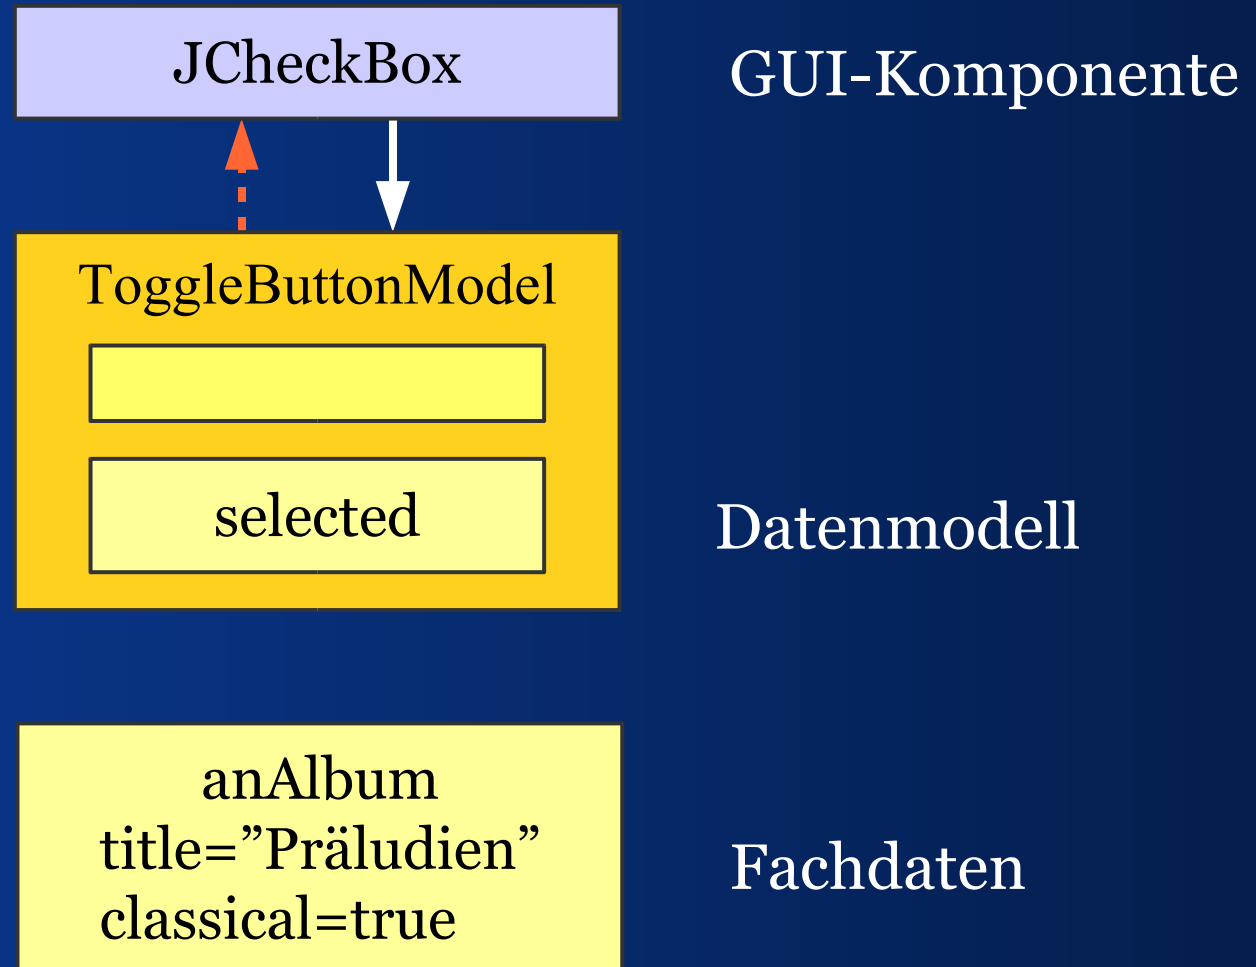 JCheckBox
GUI-Komponente
ToggleButtonModel
selected
Datenmodell
anAlbum
title=”Präludien”
classical=true
Fachdaten